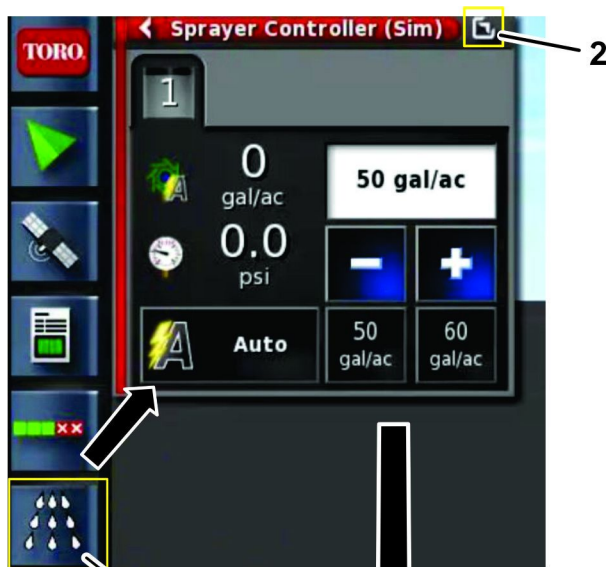 TORO.
Sprayer Controller (Sim)
2
1
0
gal/ac
50 gal/ac
0.0
psi
A Auto
50
gal/ac
60
gal/ac